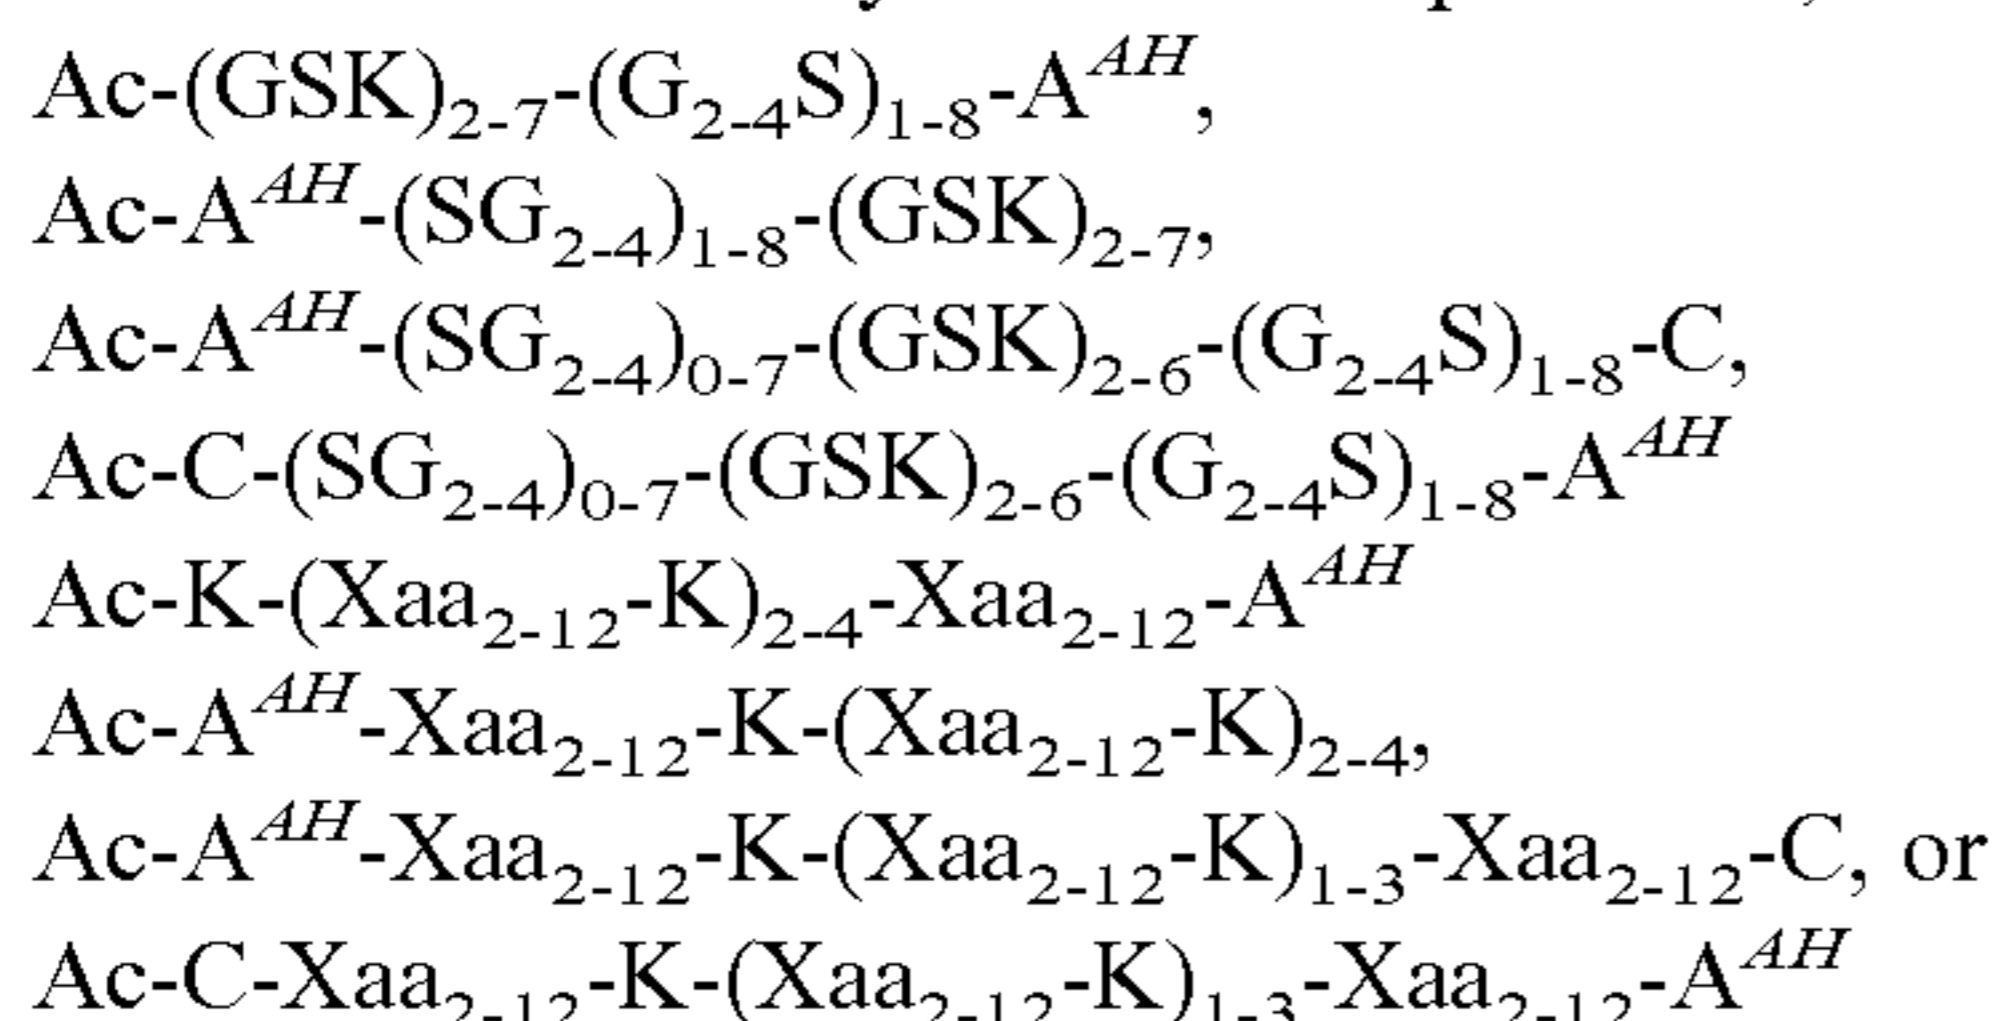 Ac-(GSK)₂₋₇-(G₂₋₄S)₁₋₈-Aᴬᴴ,
Ac-Aᴬᴴ-(SG₂₋₄)₁₋₈-(GSK)₂₋₇,
Ac-Aᴬᴴ-(SG₂₋₄)₀₋₇-(GSK)₂₋₆-(G₂₋₄S)₁₋₈-C,
Ac-C-(SG₂₋₄)₀₋₇-(GSK)₂₋₆-(G₂₋₄S)₁₋₈-Aᴬᴴ
Ac-K-(Xaa₂₋₁₂-K)₂₋₄-Xaa₂₋₁₂-Aᴬᴴ
Ac-Aᴬᴴ-Xaa₂₋₁₂-K-(Xaa₂₋₁₂-K)₂₋₄,
Ac-Aᴬᴴ-Xaa₂₋₁₂-K-(Xaa₂₋₁₂-K)₁₋₃-Xaa₂₋₁₂-C, or
Ac-C-Xaa₂₋₁₂-K-(Xaa₂₋₁₂-K)₁₋₃-Xaa₂₋₁₂-Aᴬᴴ